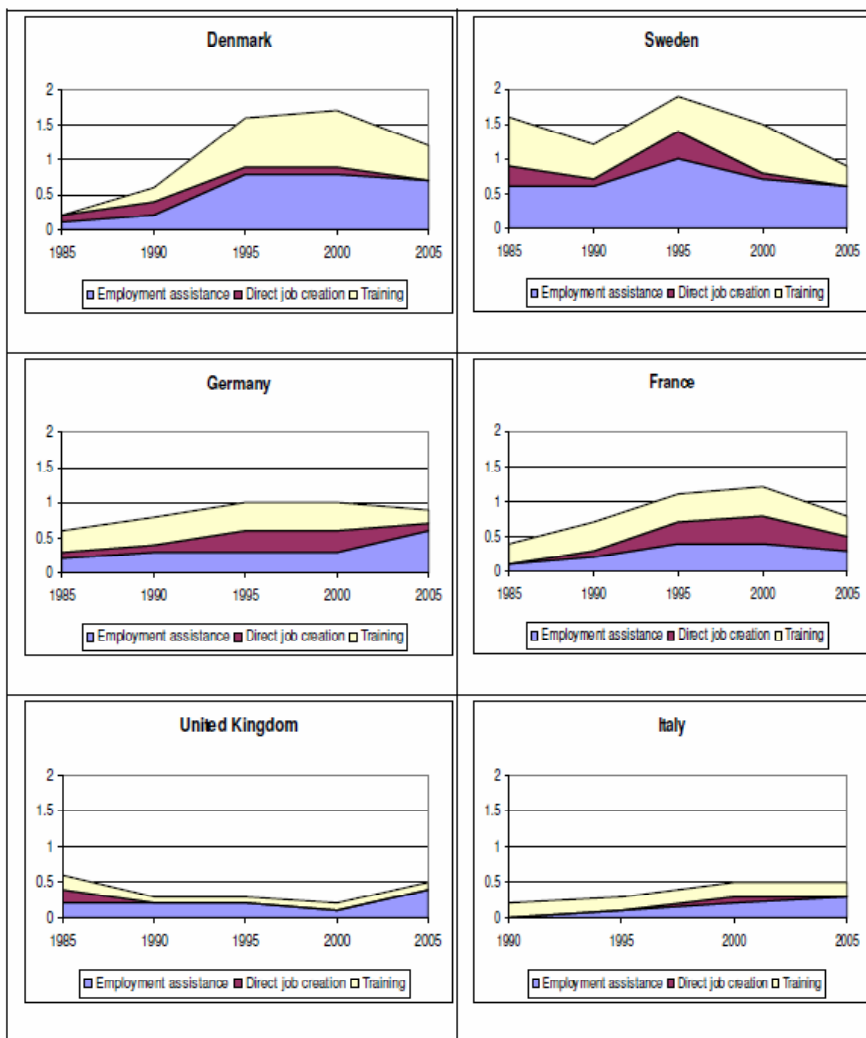 Denmark
2
1.5
1
0.5
0
1985 1990 1995 2000 2005
Employment assistance Direct job creation Training
Sweden
2
1.5
1
0.5
0
1985 1990 1995 2000 2005
Employment assistance Direct job creation Training
Germany
2
1.5
1
0.5
0
1985 1990 1995 2000 2005
Employment assistance Direct job creation Training
France
2
1.5
1
0.5
0
1985 1990 1995 2000 2005
Employment assistance Direct job creation Training
United Kingdom
2
1.5
1
0.5
0
1985 1990 1995 2000 2005
Employment assistance Direct job creation Training
Italy
2
1.5
1
0.5
0
1990 1995 2000 2005
Employment assistance Direct job creation Training